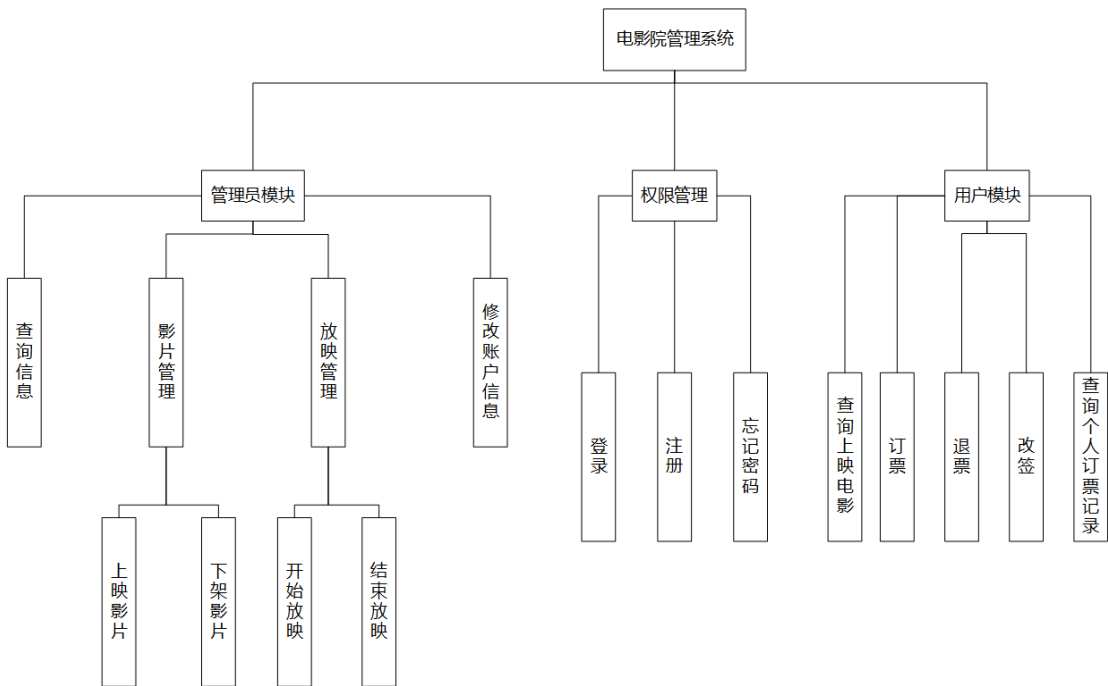 电影院管理系统
管理员模块
权限管理
用户模块
查询信息
影片管理
放映管理
修改账户信息
登录
注册
忘记密码
查询上映电影
订票
退票
改签
查询个人订票记录
上映影片
下架影片
开始放映
结束放映